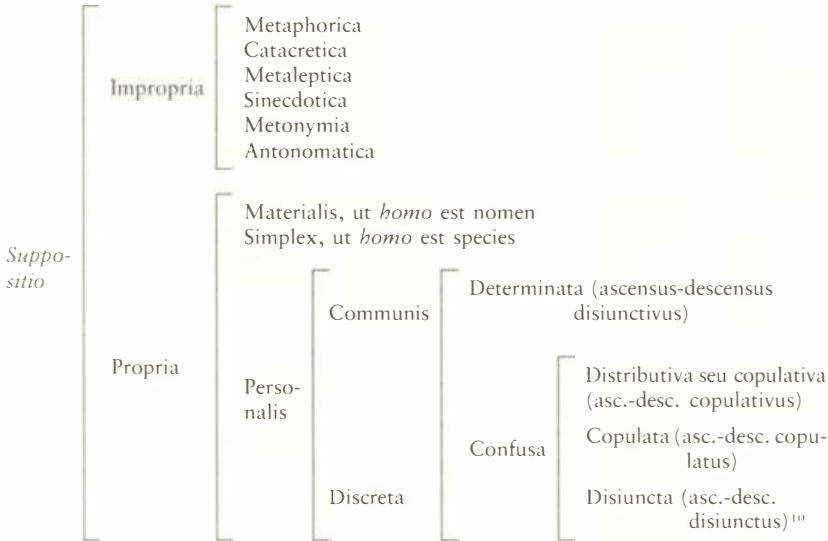 Metaphorica
Catacretica
Metaleptica
Impropria
Sinecdotica
Metonymia
Antonomatica
Materialis, ut homo est nomen
Simplex, ut homo est species
Suppo-
sitio
Determinata (ascensus-descensus
disiunctivus)
Communis
Propria
Perso-
nalis
Distributiva seu copulativa
(asc.-desc. copulativus)
Confusa
Copulata (asc.-desc. copu-
latus)
Discreta
Disiuncta (asc.-desc.
disiunctus)¹⁰